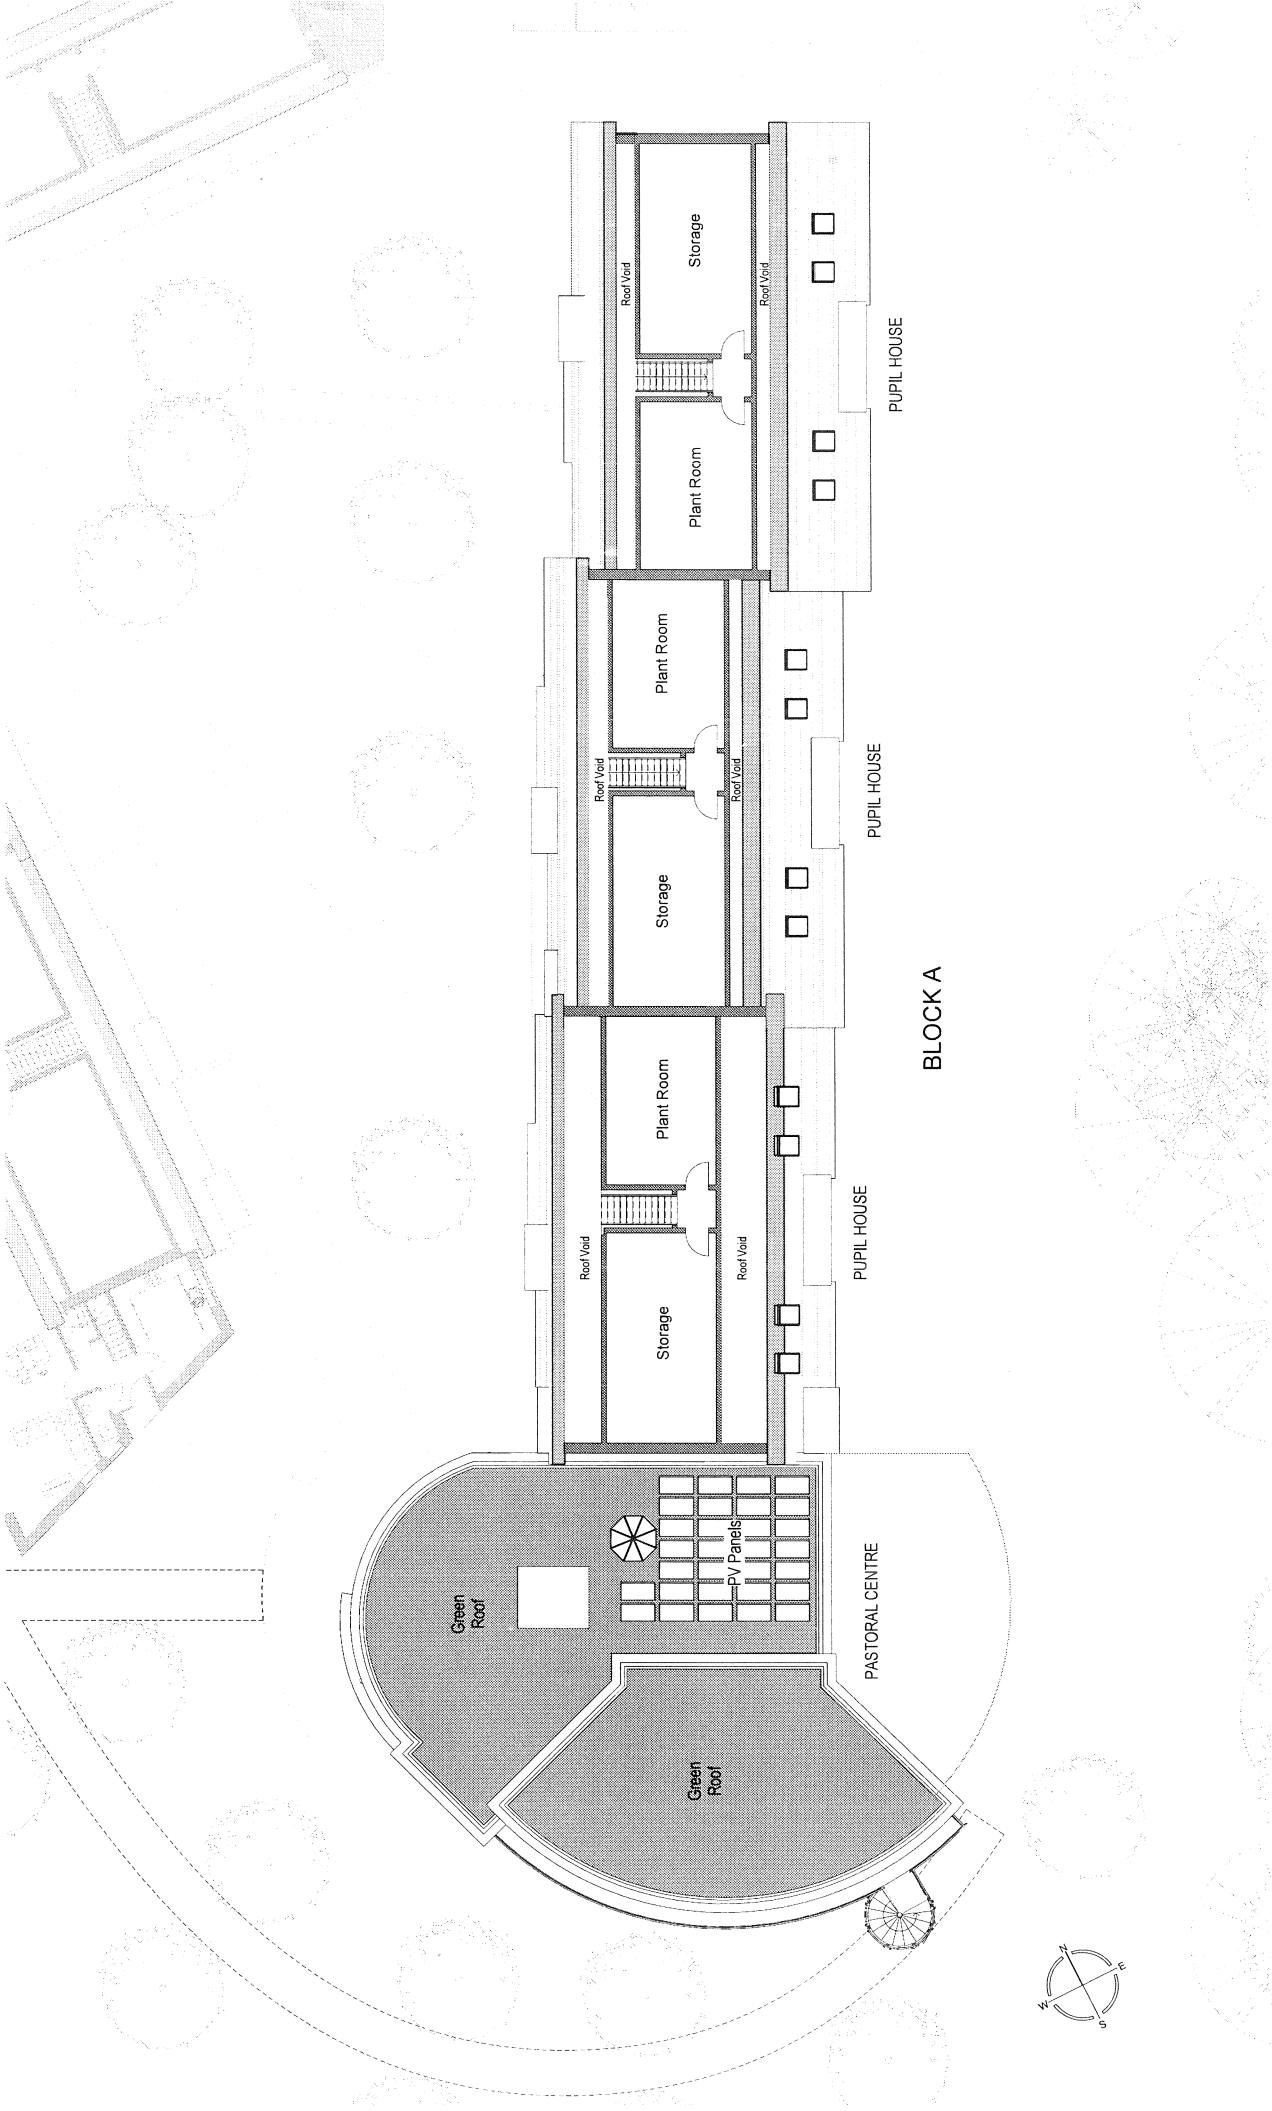 Storage
Roof Void
Roof Void
PUPIL HOUSE
Plant Room
Plant Room
Roof Void
Roof Void
PUPIL HOUSE
Storage
BLOCK A
Plant Room
PUPIL HOUSE
Roof Void
Roof Void
Storage
PV Panels
Green
Roof
PASTORAL CENTRE
Green
Roof
N
E
W
S